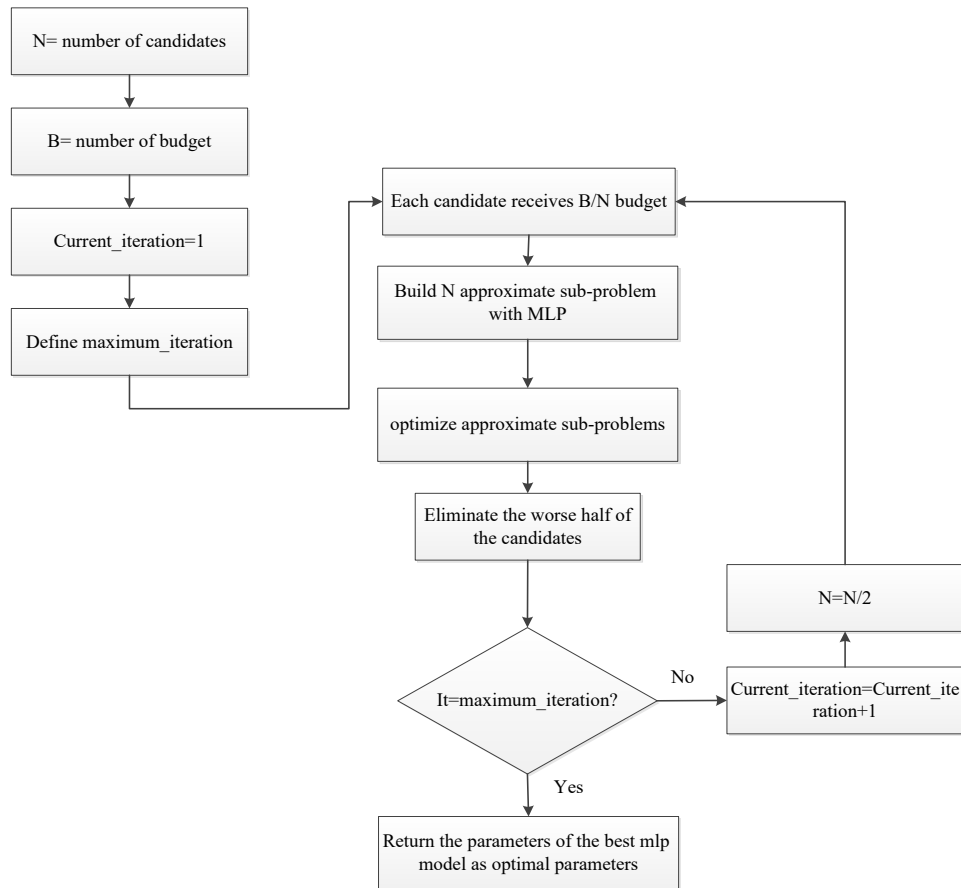 N= number of candidates
B= number of budget
Current_iteration=1
Define maximum_iteration
Each candidate receives B/N budget
Build N approximate sub-problem
with MLP
optimize approximate sub-problems
Eliminate the worse half of
the candidates
It=maximum_iteration?
No
Current_iteration=Current_ite
ration+1
N=N/2
Yes
Return the parameters of the best mlp
model as optimal parameters